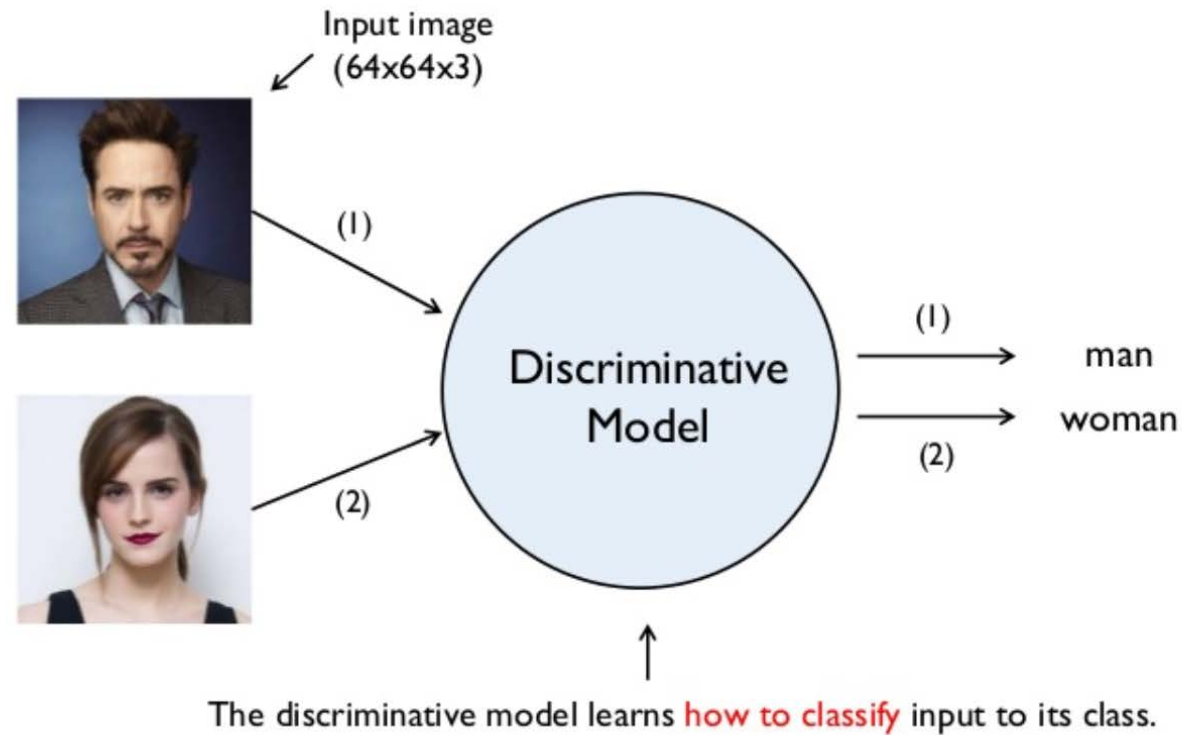 Input image
(64x64x3)
(1)
(1)
Discriminative
Model
man
woman
(2)
(2)
The discriminative model learns how to classify input to its class.